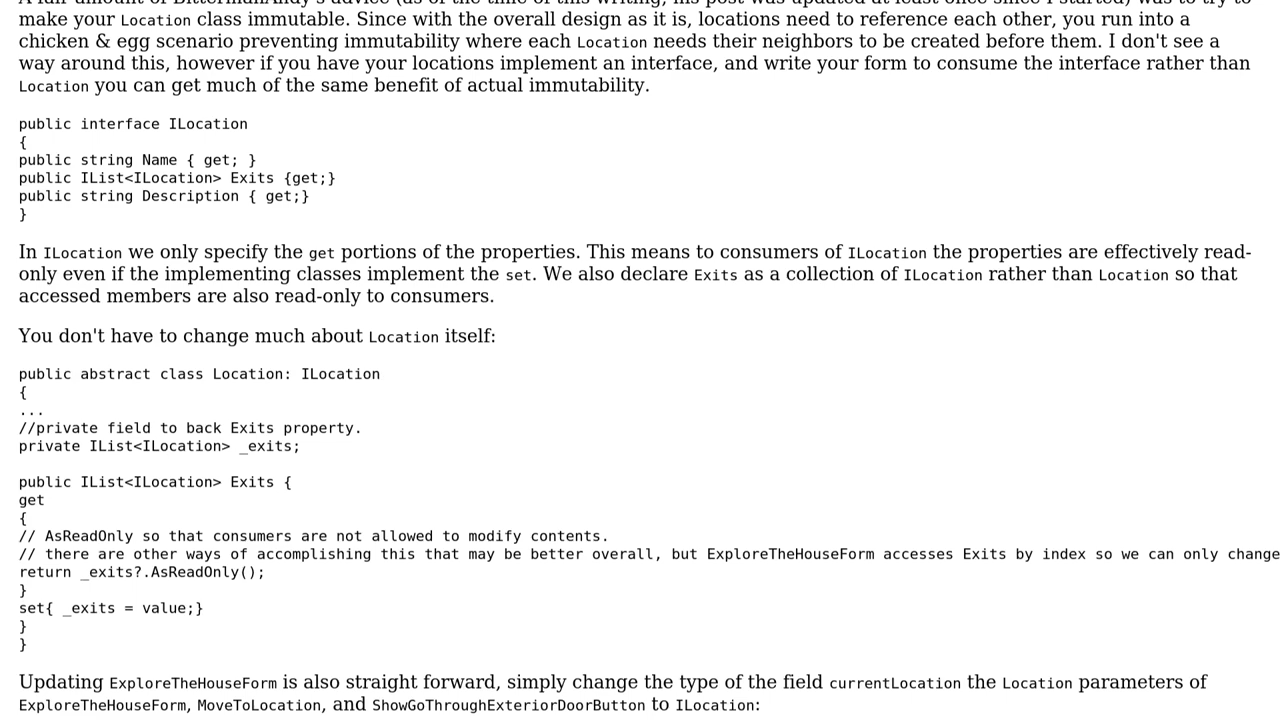 make your Location class immutable. Since with the overall design as it is, locations need to reference each other, you run into a
chicken & egg scenario preventing immutability where each Location needs their neighbors to be created before them. I don't see a
way around this, however if you have your locations implement an interface, and write your form to consume the interface rather than
Location you can get much of the same benefit of actual immutability.
public interface ILocation
{
public string Name { get; }
public IList<ILocation> Exits {get;}
public string Description { get;}
}
In ILocation we only specify the get portions of the properties. This means to consumers of ILocation the properties are effectively read-
only even if the implementing classes implement the set. We also declare Exits as a collection of ILocation rather than Location so that
accessed members are also read-only to consumers.
You don't have to change much about Location itself:
public abstract class Location: ILocation
{
...
//private field to back Exits property.
private IList<ILocation> _exits;
public IList<ILocation> Exits {
get
{
// AsReadOnly so that consumers are not allowed to modify contents.
// there are other ways of accomplishing this that may be better overall, but ExploreTheHouseForm accesses Exits by index so we can only change
return _exits?.AsReadOnly();
}
set{ _exits = value;}
}
}
Updating ExploreTheHouseForm is also straight forward, simply change the type of the field currentLocation the Location parameters of
ExploreTheHouseForm, MoveToLocation, and ShowGoThroughExteriorDoorButton to ILocation: